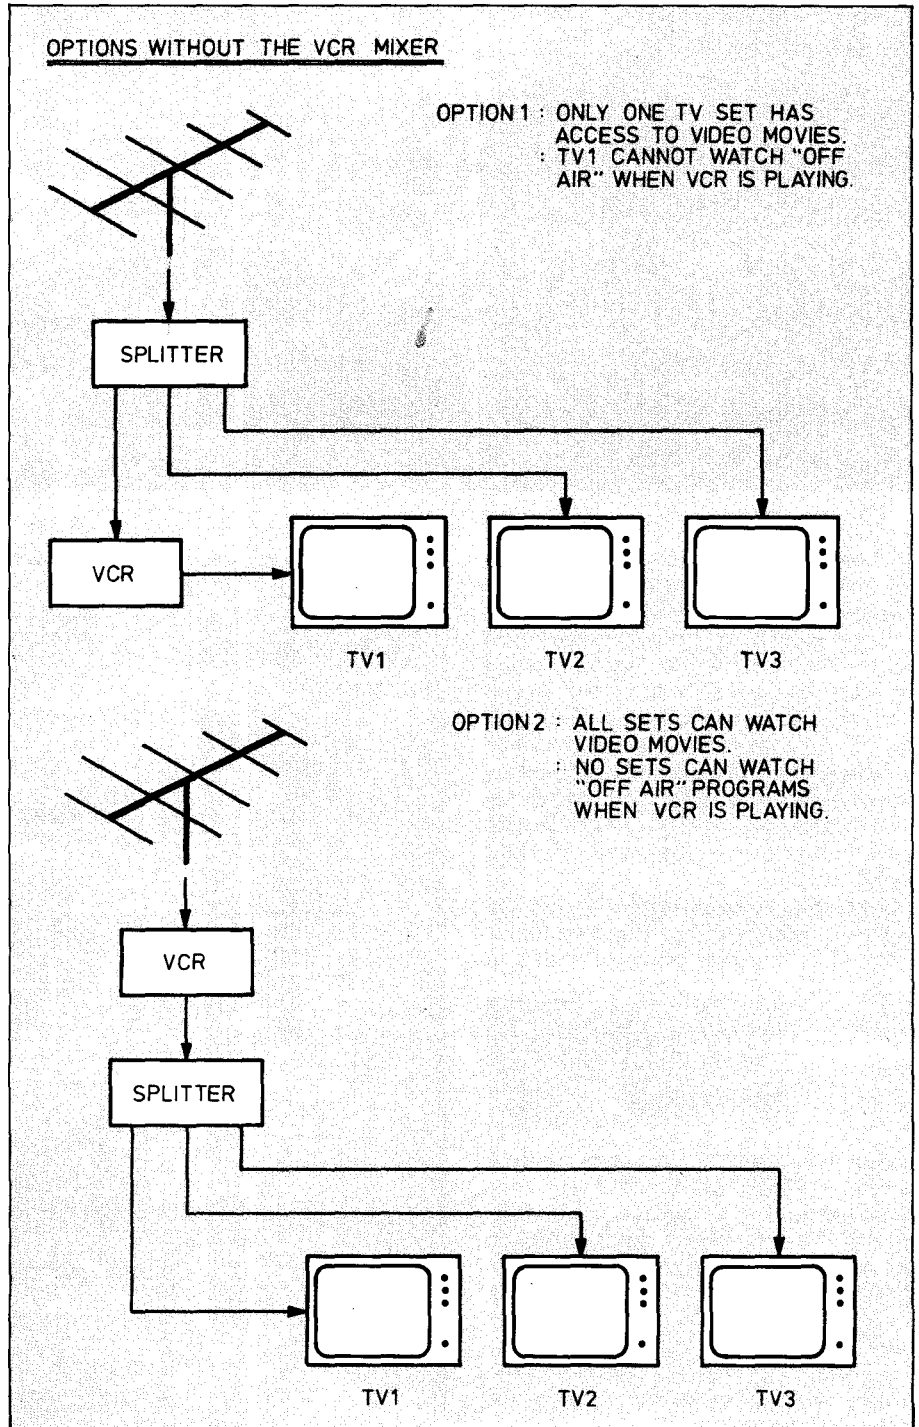 OPTIONS WITHOUT THE VCR MIXER
OPTION 1 : ONLY ONE TV SET HAS
ACCESS TO VIDEO MOVIES.
: TV1 CANNOT WATCH "OFF
AIR" WHEN VCR IS PLAYING.
SPLITTER
VCR
TV1
TV2
TV3
OPTION 2 : ALL SETS CAN WATCH
VIDEO MOVIES.
: NO SETS CAN WATCH
"OFF AIR" PROGRAMS
WHEN VCR IS PLAYING.
VCR
SPLITTER
TV1
TV2
TV3